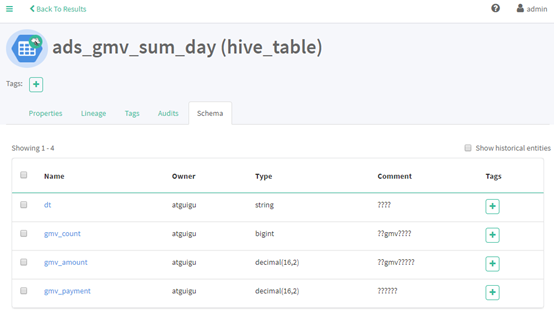 Back To Results
admin
ads_gmv_sum_day (hive_table)
Tags:
Properties Lineage Tags Audits Schema
Showing 1 - 4 Show historical entities
Name Owner Type Comment Tags
dt atguigu string ????
gmv_count atguigu bigint ??gmv????
gmv_amount atguigu decimal(16,2) ??gmv?????
gmv_payment atguigu decimal(16,2) ??????